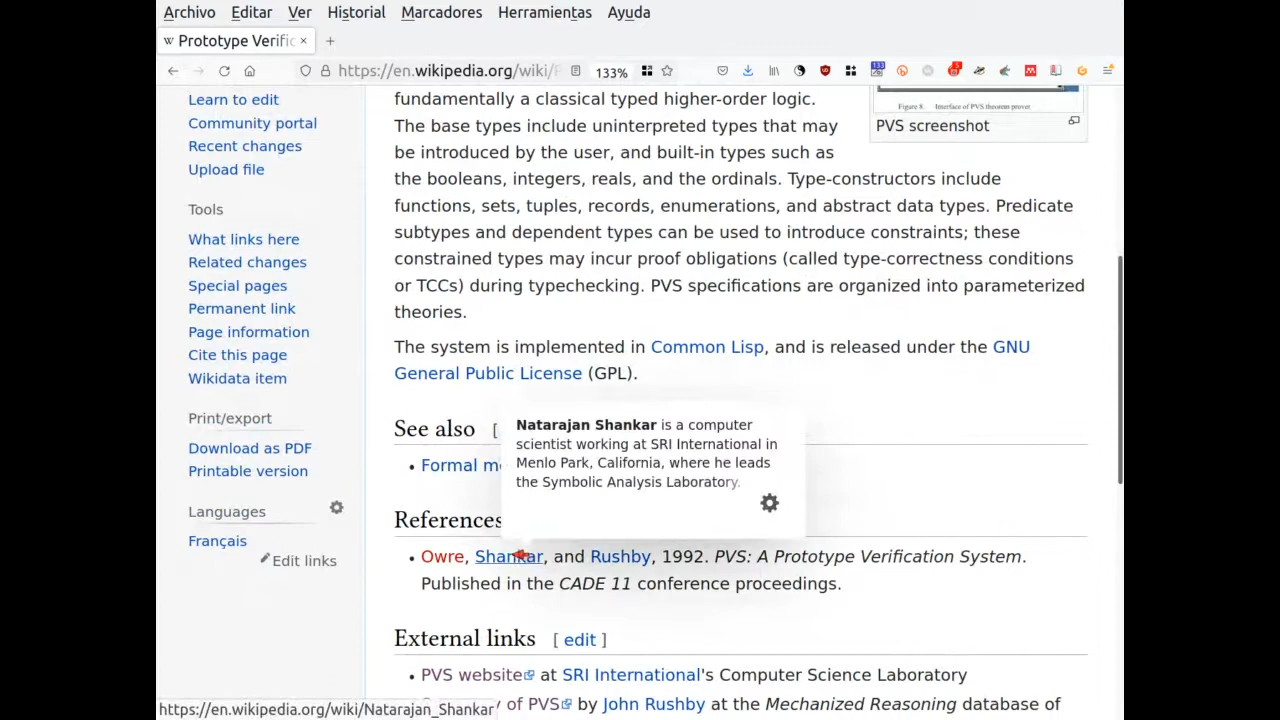 Archivo Editar Ver Historial Marcadores Herramientas Ayuda
W Prototype Verific × +
https://en.wikipedia.org/wiki/P 133% 133
Learn to edit
Community portal
Recent changes
Upload file
Tools
What links here
Related changes
Special pages
Permanent link
Page information
Cite this page
Wikidata item
Print/export
Download as PDF
Printable version
Languages
Français
Edit links
fundamentally a classical typed higher-order logic.
The base types include uninterpreted types that may
be introduced by the user, and built-in types such as
the booleans, integers, reals, and the ordinals. Type-constructors include
functions, sets, tuples, records, enumerations, and abstract data types. Predicate
subtypes and dependent types can be used to introduce constraints; these
constrained types may incur proof obligations (called type-correctness conditions
or TCCs) during typechecking. PVS specifications are organized into parameterized
theories.
Figure 8. Interface of PVS theorem prover
PVS screenshot
The system is implemented in Common Lisp, and is released under the GNU
General Public License (GPL).
See also [
• Formal me
Natarajan Shankar is a computer
scientist working at SRI International in
Menlo Park, California, where he leads
the Symbolic Analysis Laboratory.
References
• Owre, Shankar, and Rushby, 1992. PVS: A Prototype Verification System.
Published in the CADE 11 conference proceedings.
External links [ edit ]
• PVS website at SRI International's Computer Science Laboratory
of PVS by John Rushby at the Mechanized Reasoning database of
https://en.wikipedia.org/wiki/Natarajan_Shankar